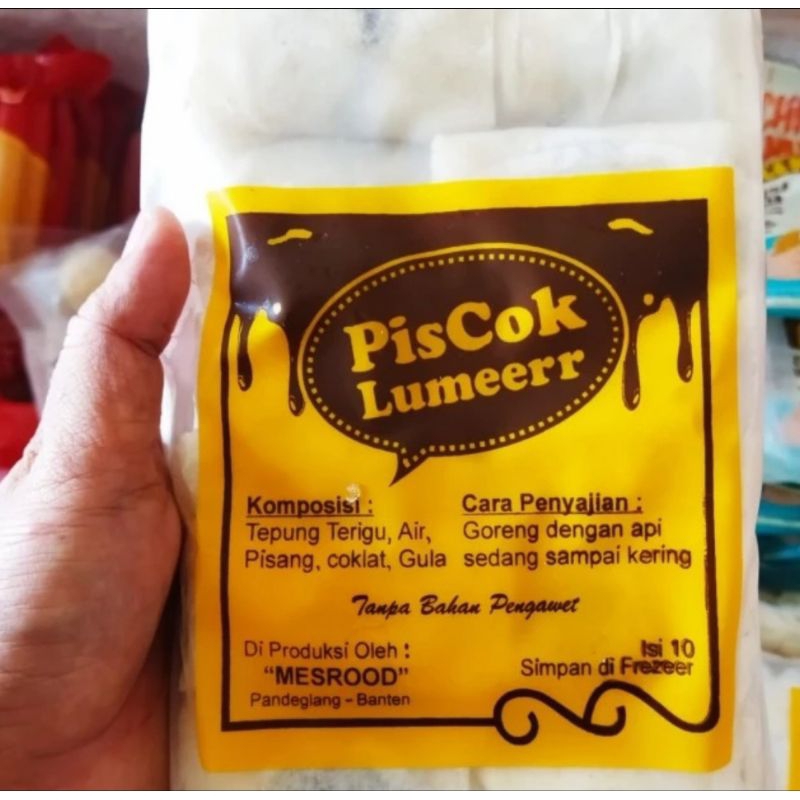 PisCok
Lumeerr
Komposisi :
Tepung Terigu, Air,
Pisang, coklat, Gula
Cara Penyajian :
Goreng dengan api
sedang sampai kering
Tanpa Bahan Pengawet
Di Produksi Oleh :
"MESROOD"
Pandeglang - Banten
Isi 10
Simpan di Frezeer